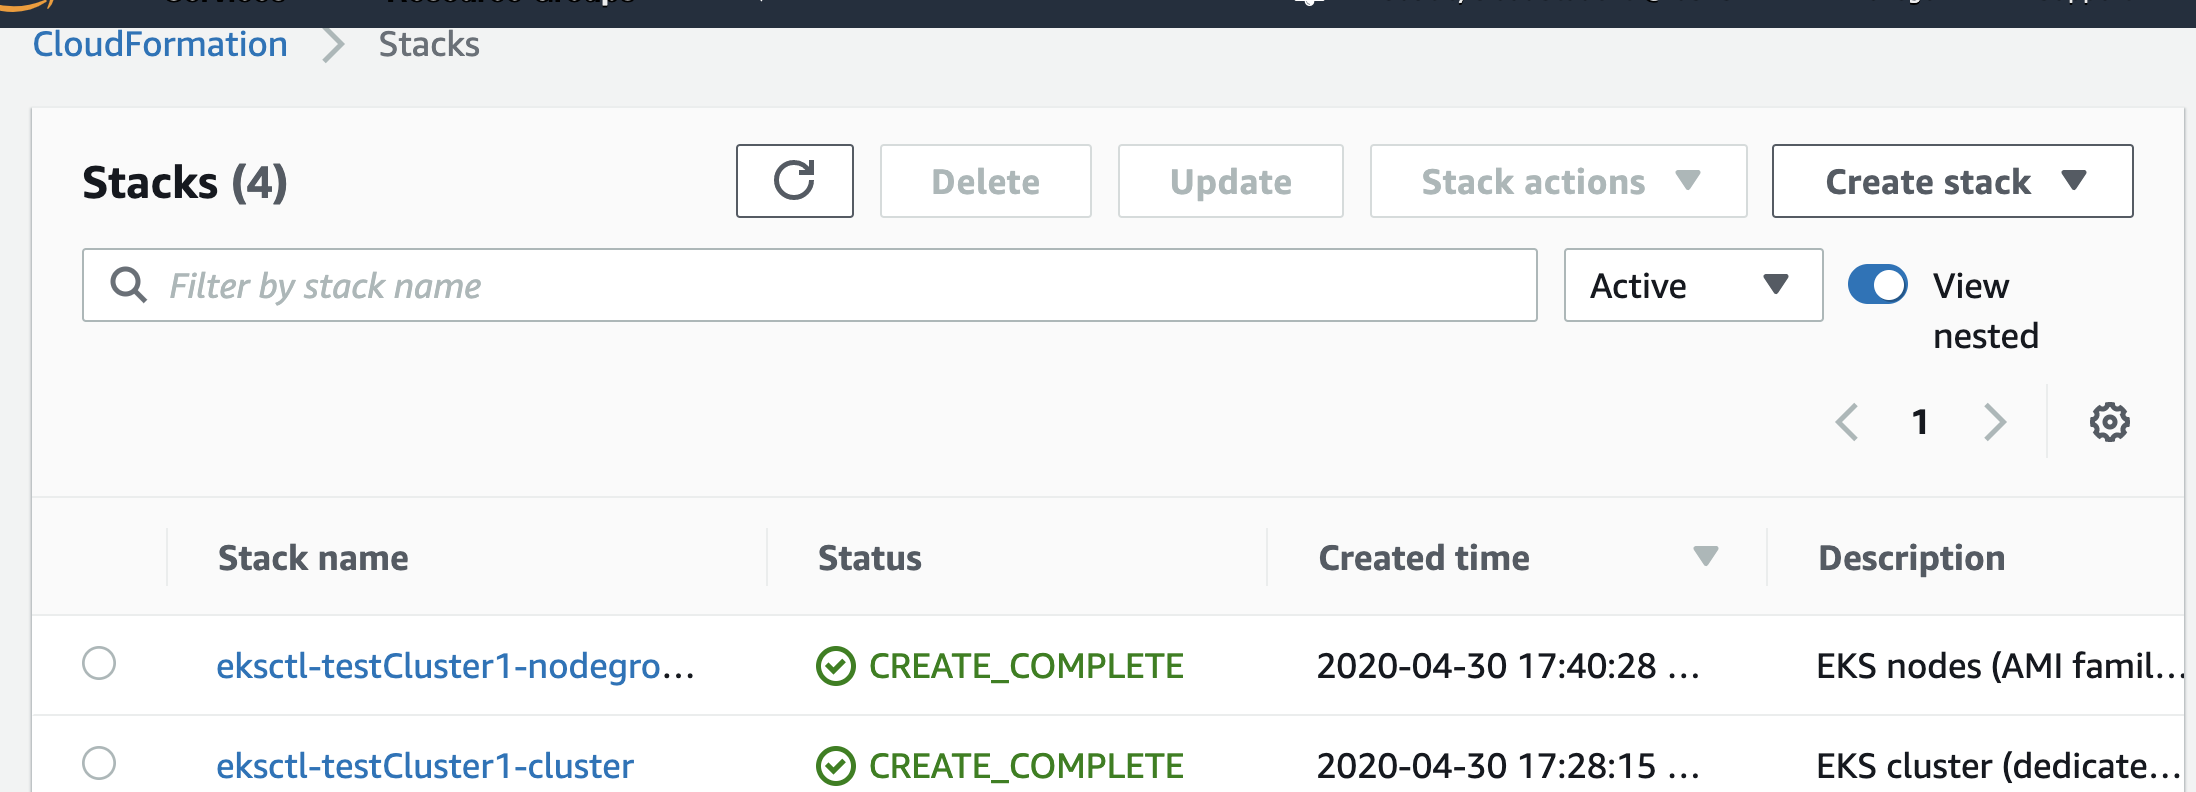 CloudFormation Stacks
Stacks (4)
Delete
Update
Stack actions
Create stack
Filter by stack name
Active
View
nested
1
Stack name Status Created time Description
eksctl-testCluster1-nodegro... CREATE_COMPLETE 2020-04-30 17:40:28 ... EKS nodes (AMI famil...
eksctl-testCluster1-cluster CREATE_COMPLETE 2020-04-30 17:28:15 ... EKS cluster (dedicate...